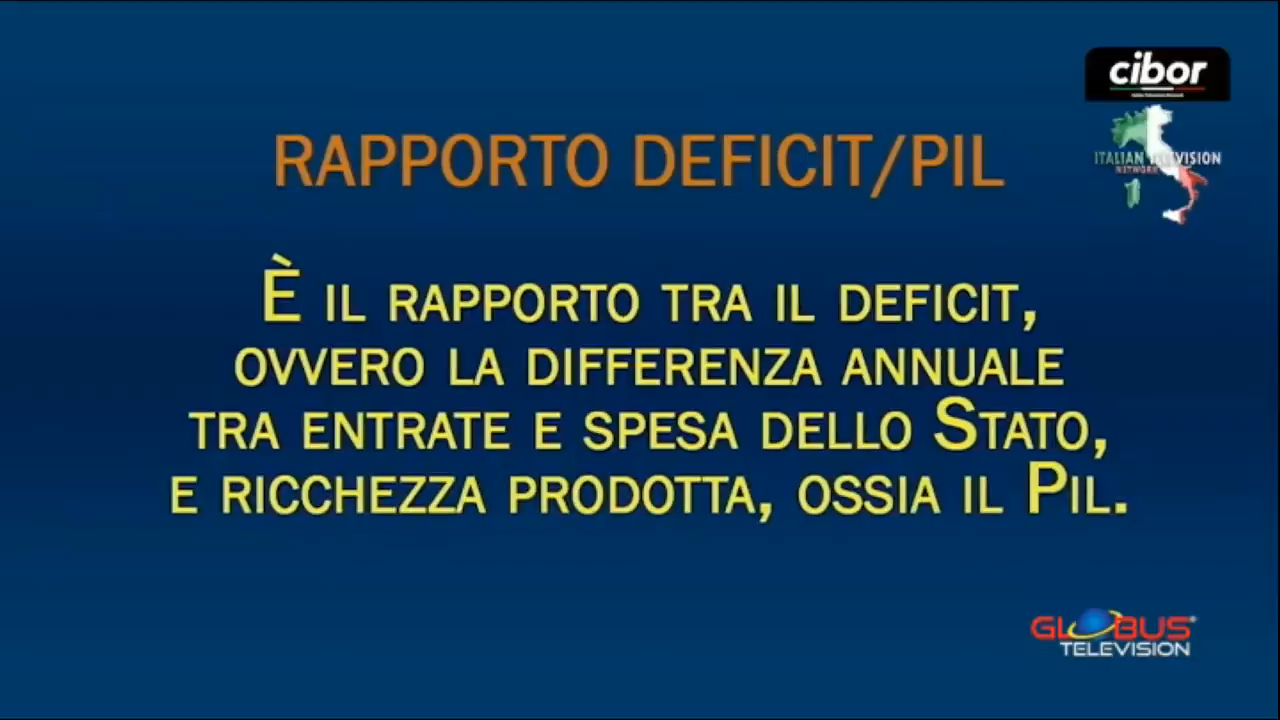 cibor
ITALIAN TELEVISION
NETWORK
RAPPORTO DEFICIT/PIL
È IL RAPPORTO TRA IL DEFICIT,
OVVERO LA DIFFERENZA ANNUALE
TRA ENTRATE E SPESA DELLO STATO,
E RICCHEZZA PRODOTTA, OSSIA IL PIL.
GLOBUS®
TELEVISION